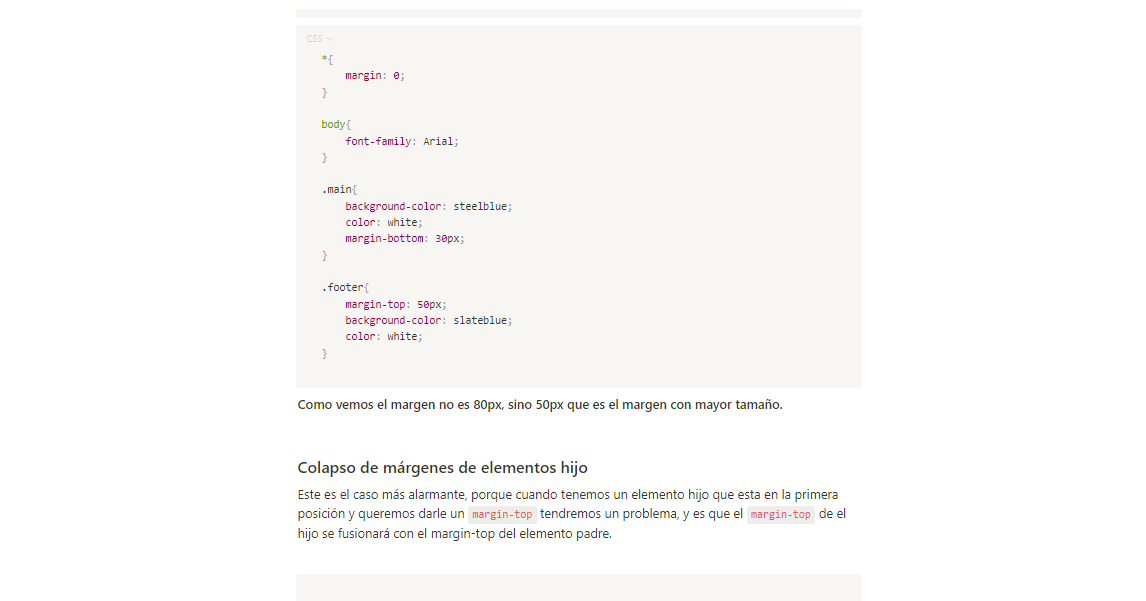 CSS
*{
    margin: 0;
}
body{
    font-family: Arial;
}
.main{
    background-color: steelblue;
    color: white;
    margin-bottom: 30px;
}
.footer{
    margin-top: 50px;
    background-color: slateblue;
    color: white;
}
Como vemos el margen no es 80px, sino 50px que es el margen con mayor tamaño.
Colapso de márgenes de elementos hijo
Este es el caso más alarmante, porque cuando tenemos un elemento hijo que esta en la primera
posición y queremos darle un margin-top tendremos un problema, y es que el margin-top de el
hijo se fusionará con el margin-top del elemento padre.